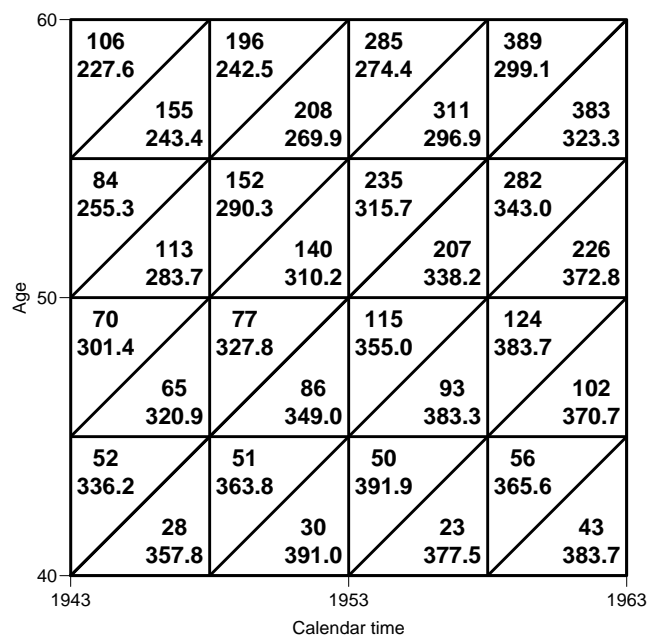 60
106 196 285 389
227.6 242.5 274.4 299.1
155 208 311 383
243.4 269.9 296.9 323.3
84 152 235 282
255.3 290.3 315.7 343.0
113 140 207 226
283.7 310.2 338.2 372.8
Age
50
70 77 115 124
301.4 327.8 355.0 383.7
65 86 93 102
320.9 349.0 383.3 370.7
52 51 50 56
336.2 363.8 391.9 365.6
28 30 23 43
357.8 391.0 377.5 383.7
40
1943 1953 1963
Calendar time